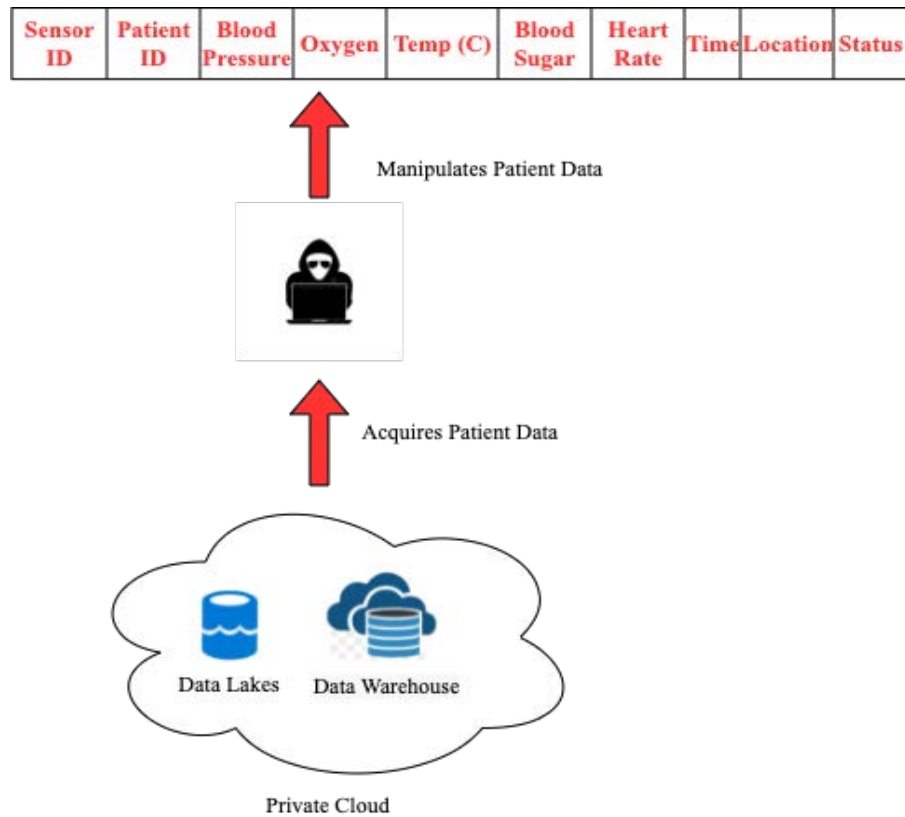 Sensor ID Patient ID Blood Pressure Oxygen Temp (C) Blood Sugar Heart Rate Time Location Status
Manipulates Patient Data
Acquires Patient Data
Data Lakes Data Warehouse
Private Cloud